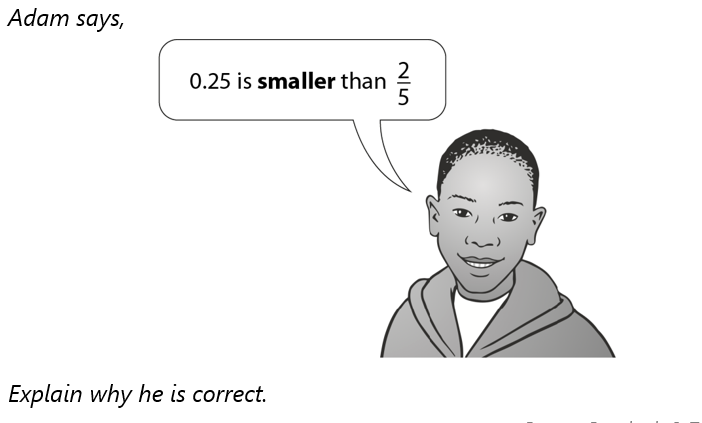 Adam says,
0.25 is smaller than 2/5
Explain why he is correct.